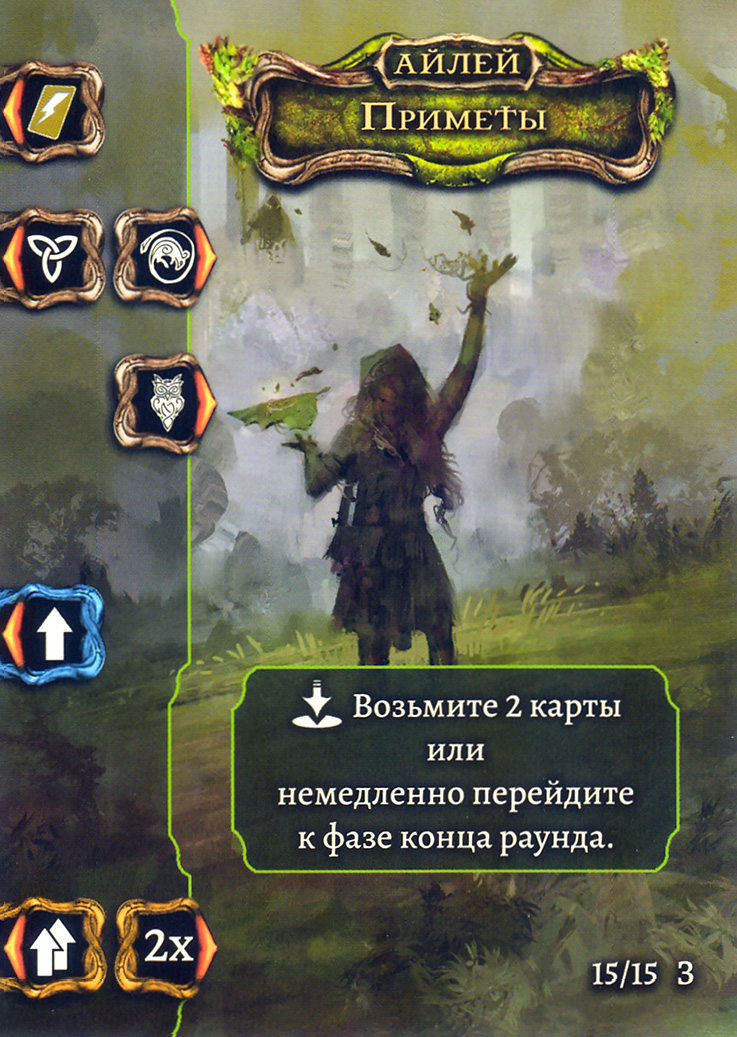 АЙЛЕЙ
Приметы
Возьмите 2 карты
или
немедленно перейдите
к фазе конца раунда.
2x
15/15 3